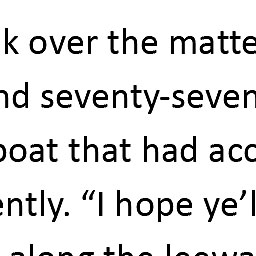 k over the matte
nd seventy-seven
boat that had acc
ently. “I hope ye’l
along the leewa